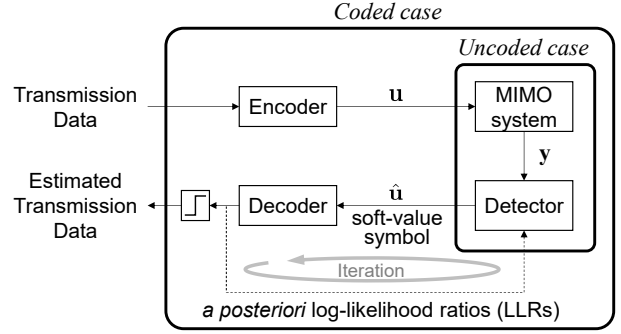 Coded case
Uncoded case
Transmission
Data
Encoder
u
MIMO
system
y
Estimated
Transmission
Data
Decoder
û
soft-value
symbol
Detector
Iteration
a posteriori log-likelihood ratios (LLRs)